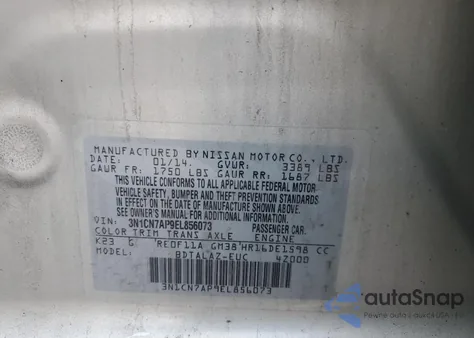 MANUFACTURED BY NISSAN MOTOR CO., LTD.
DATE: 01/14. GVWR: 3389 LBS
GAWR FR: 1750 LBS GAWR RR: 1687 LBS
THIS VEHICLE CONFORMS TO ALL APPLICABLE FEDERAL MOTOR
VEHICLE SAFETY, BUMPER AND THEFT PREVENTION STANDARDS
IN EFFECT ON THE DATE OF MANUFACTURE SHOWN ABOVE.
SEE OWNER'S MANUAL FOR ADDITIONAL INFORMATION
VIN: 3N1CN7AP9EL856073 PASSENGER CAR
COLOR TRIM TRANS AXLE ENGINE
K23 G RE0F11A GM38 HR16DE1598 CC
MODEL: BDTALAZ-EUC 42000
3N1CN7AP9EL856073
autoSnap